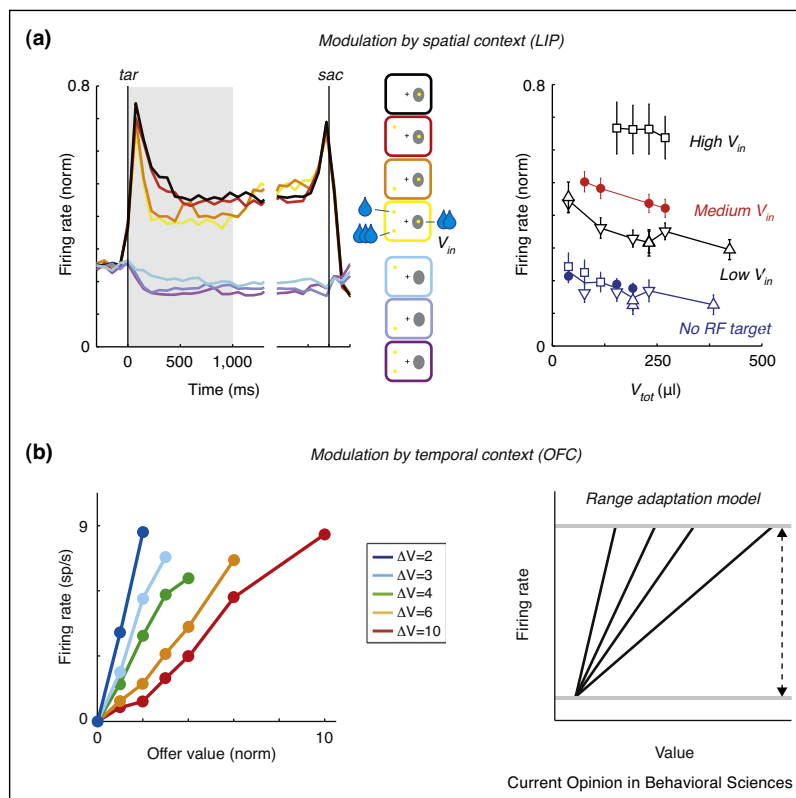 (a)
Modulation by spatial context (LIP)
tar
sac
0.8
0
Firing rate (norm)
0
500
1,000
Time (ms)
+
+
+
+
V_in
+
+
+
0.8
0
Firing rate (norm)
High V_in
Medium V_in
Low V_in
No RF target
0
250
500
V_tot (µl)
(b)
Modulation by temporal context (OFC)
9
0
Firing rate (sp/s)
0
10
Offer value (norm)
ΔV=2
ΔV=3
ΔV=4
ΔV=6
ΔV=10
Range adaptation model
Firing rate
Value
Current Opinion in Behavioral Sciences